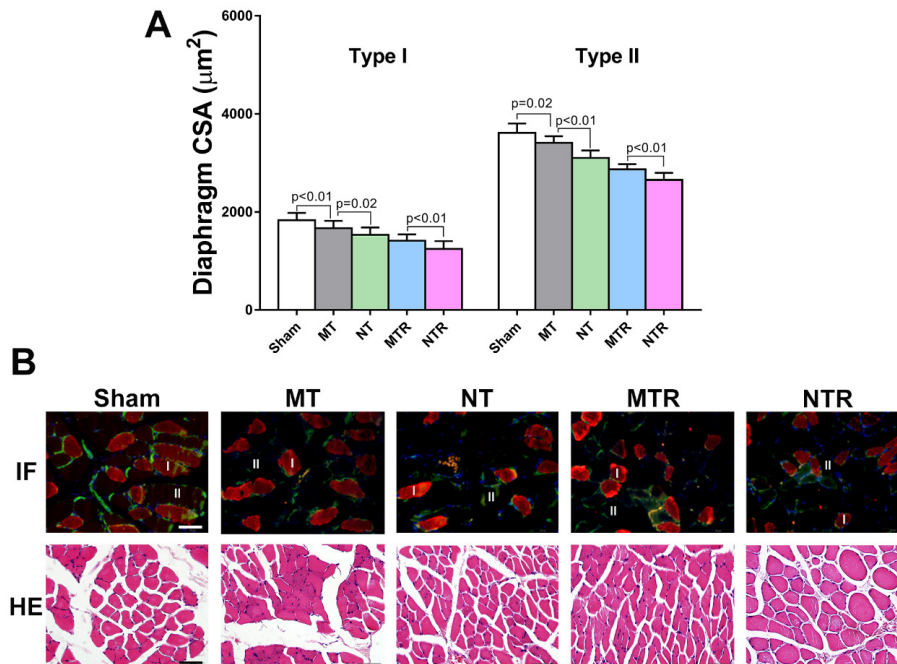 A
Diaphragm CSA (μm²)
6000
4000
2000
0
Type I
Type II
p<0.01
p=0.02
p<0.01
p=0.02
p<0.01
p<0.01
Sham
MT
NT
MTR
NTR
Sham
MT
NT
MTR
NTR
B
Sham
MT
NT
MTR
NTR
IF
I
II
II
I
I
II
I
II
II
I
HE